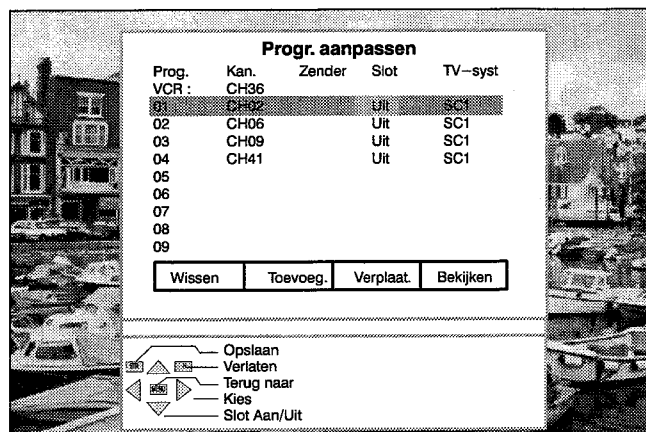 Progr. aanpassen
Prog. Kan. Zender Slot TV-syst
VCR : CH36
01 CH02 Uit SC1
02 CH06 Uit SC1
03 CH09 Uit SC1
04 CH41 Uit SC1
05
06
07
08
09
Wissen Toevoeg. Verplaat. Bekijken
Opslaan
Verlaten
Terug naar
Kies
Slot Aan/Uit